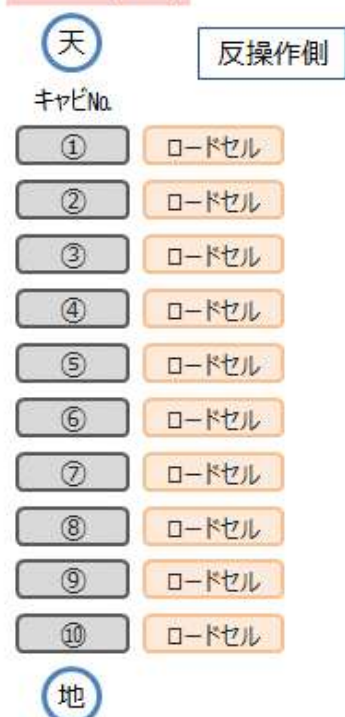 天
反操作側
キャビ№
① ロードセル
② ロードセル
③ ロードセル
④ ロードセル
⑤ ロードセル
⑥ ロードセル
⑦ ロードセル
⑧ ロードセル
⑨ ロードセル
⑩ ロードセル
地